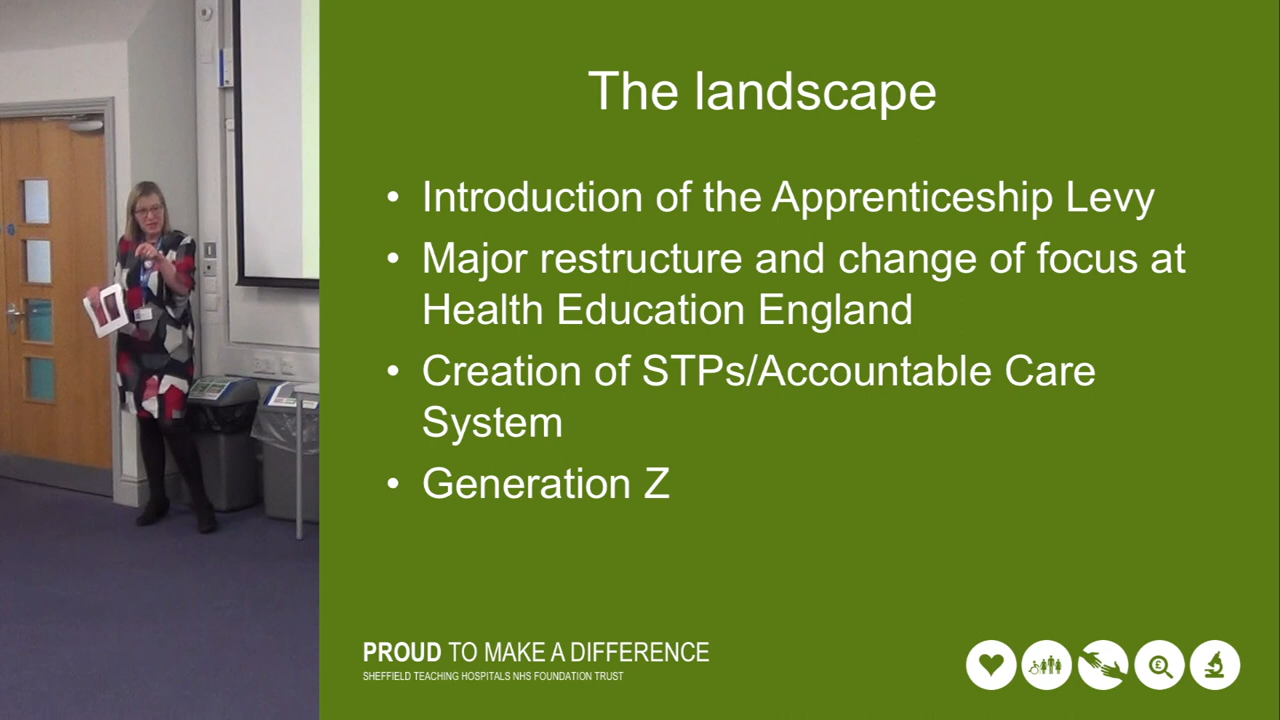 The landscape
• Introduction of the Apprenticeship Levy
• Major restructure and change of focus at
Health Education England
• Creation of STPs/Accountable Care
System
• Generation Z
PROUD TO MAKE A DIFFERENCE
SHEFFIELD TEACHING HOSPITALS NHS FOUNDATION TRUST
£